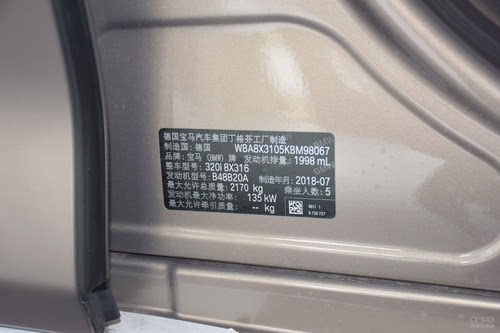 德国宝马汽车集团丁格芬工厂制造
制造国：德国 WBA8X3105KBM98067
品牌：宝马（BMW）牌 发动机排量：1998 mL
整车型号：320i 8X316
发动机型号：B48B20A 制造年月：2018-07
最大允许总质量：2170 kg 乘坐人数：5
发动机最大净功率：135 kW
最大允许牵引质量：-- kg